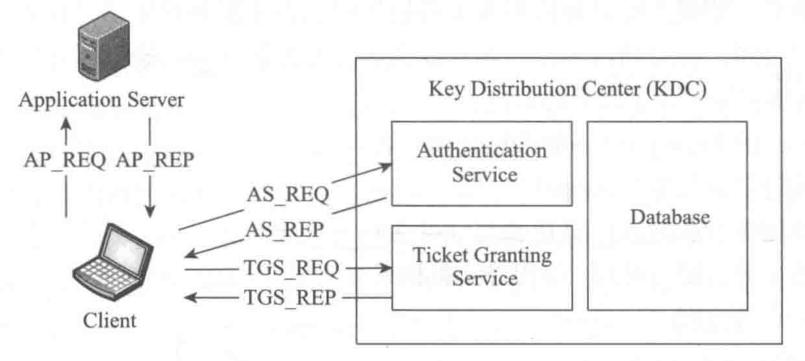 Key Distribution Center (KDC)
Application Server
AP_REQ AP_REP
Authentication
Service
AS_REQ
AS_REP
Database
Ticket Granting
Service
TGS_REQ
TGS_REP
Client